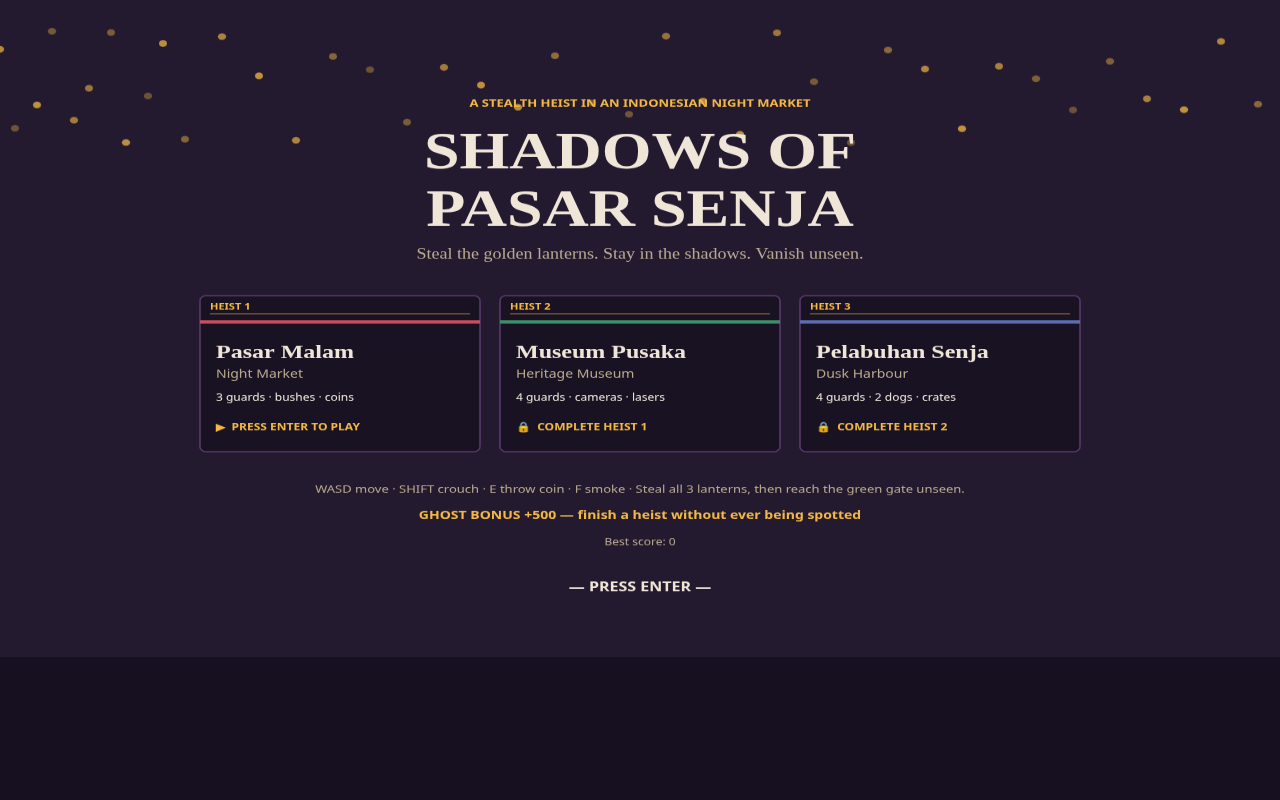 A STEALTH HEIST IN AN INDONESIAN NIGHT MARKET
SHADOWS OF
PASAR SENJA
Steal the golden lanterns. Stay in the shadows. Vanish unseen.
HEIST 1
Pasar Malam
Night Market
3 guards · bushes · coins
► PRESS ENTER TO PLAY
HEIST 2
Museum Pusaka
Heritage Museum
4 guards · cameras · lasers
🔒 COMPLETE HEIST 1
HEIST 3
Pelabuhan Senja
Dusk Harbour
4 guards · 2 dogs · crates
🔒 COMPLETE HEIST 2
WASD move · SHIFT crouch · E throw coin · F smoke · Steal all 3 lanterns, then reach the green gate unseen.
GHOST BONUS +500 — finish a heist without ever being spotted
Best score: 0
— PRESS ENTER —